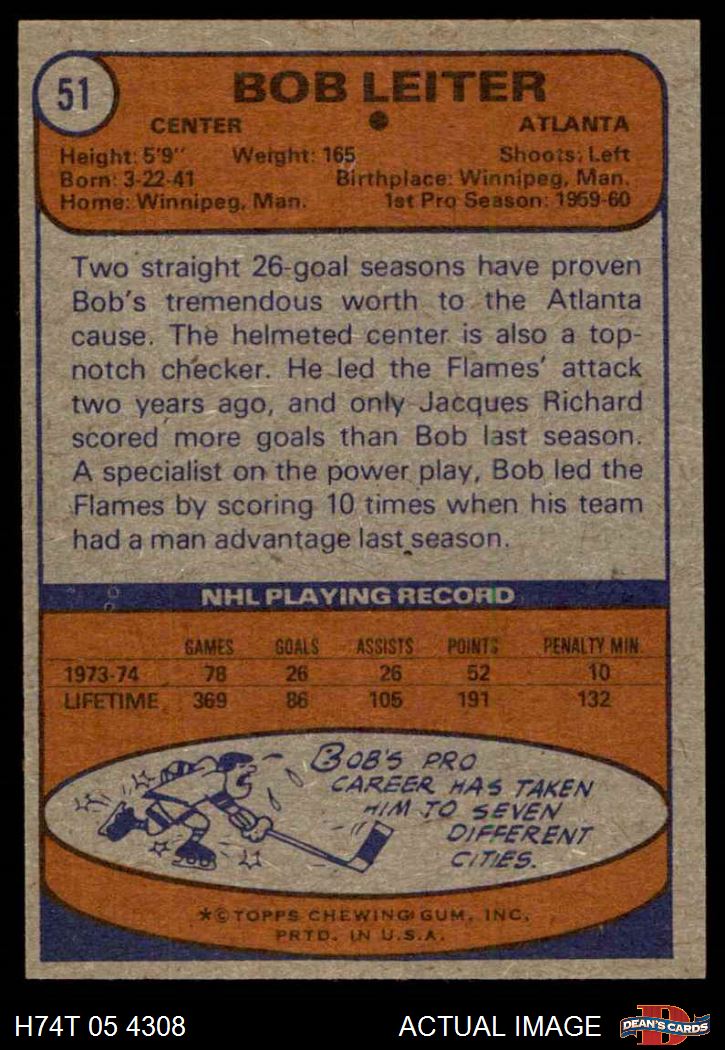 51
BOB LEITER
CENTER ● ATLANTA
Height: 5'9" Weight: 165 Shoots: Left
Born: 3-22-41 Birthplace: Winnipeg, Man.
Home: Winnipeg, Man. 1st Pro Season: 1959-60
Two straight 26-goal seasons have proven
Bob's tremendous worth to the Atlanta
cause. The helmeted center is also a top-
notch checker. He led the Flames' attack
two years ago, and only Jacques Richard
scored more goals than Bob last season.
A specialist on the power play, Bob led the
Flames by scoring 10 times when his team
had a man advantage last season.
NHL PLAYING RECORD
GAMES GOALS ASSISTS POINTS PENALTY MIN.
1973-74 78 26 26 52 10
LIFETIME 369 86 105 191 132
BOB'S PRO
CAREER HAS TAKEN
HIM TO SEVEN
DIFFERENT
CITIES.
*© TOPPS CHEWING GUM, INC.
PRTD. IN U.S.A.
H74T 05 4308 ACTUAL IMAGE DEAN'S CARDS